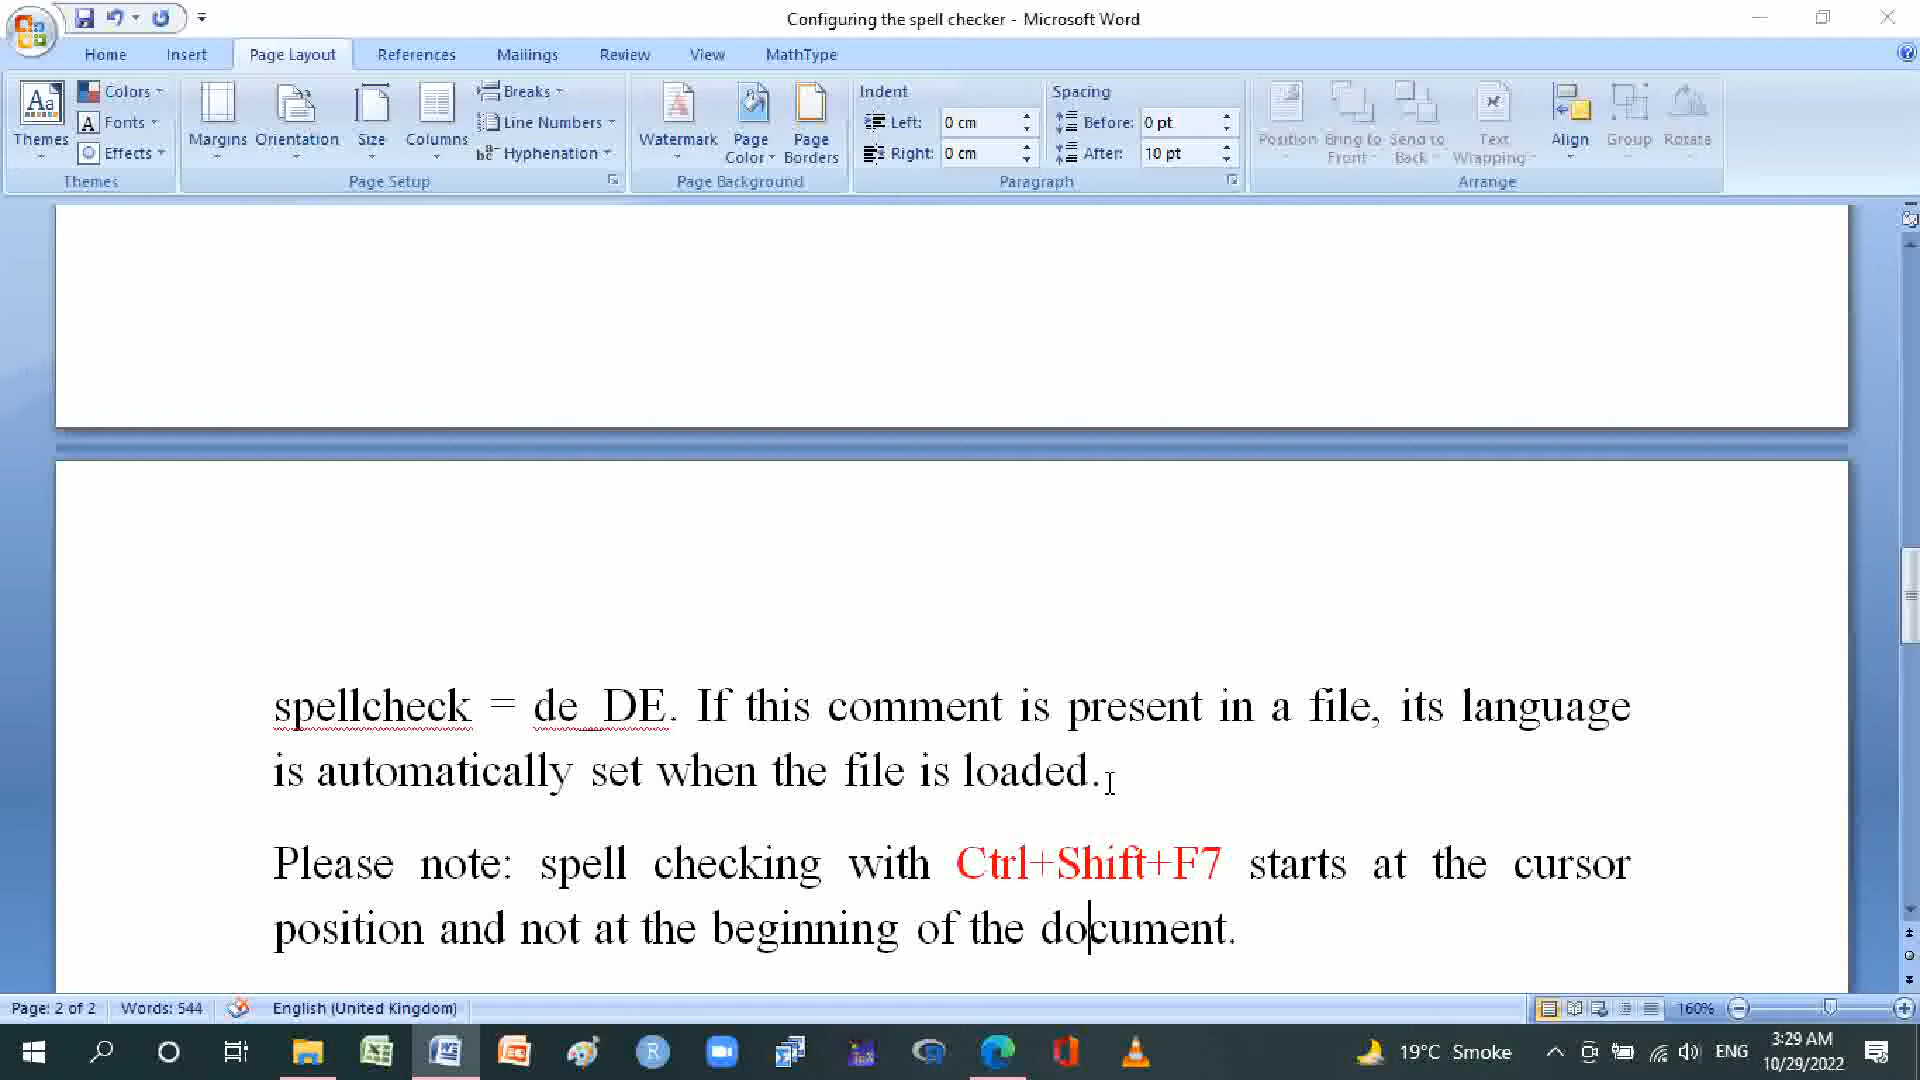 Configuring the spell checker - Microsoft Word
Home Insert Page Layout References Mailings Review View MathType
Themes
Colors
Fonts
Effects
Themes
Margins Orientation Size Columns
Breaks
Line Numbers
Hyphenation
Page Setup
Watermark Page Color Page Borders
Page Background
Indent
Left: 0 cm
Right: 0 cm
Spacing
Before: 0 pt
After: 10 pt
Paragraph
Position Bring to Front Send to Back Text Wrapping Align Group Rotate
Arrange
spellcheck = de_DE. If this comment is present in a file, its language
is automatically set when the file is loaded.
Please note: spell checking with Ctrl+Shift+F7 starts at the cursor
position and not at the beginning of the document.
Page: 2 of 2 Words: 544 English (United Kingdom) 160%
19°C Smoke ENG 3:29 AM
10/29/2022